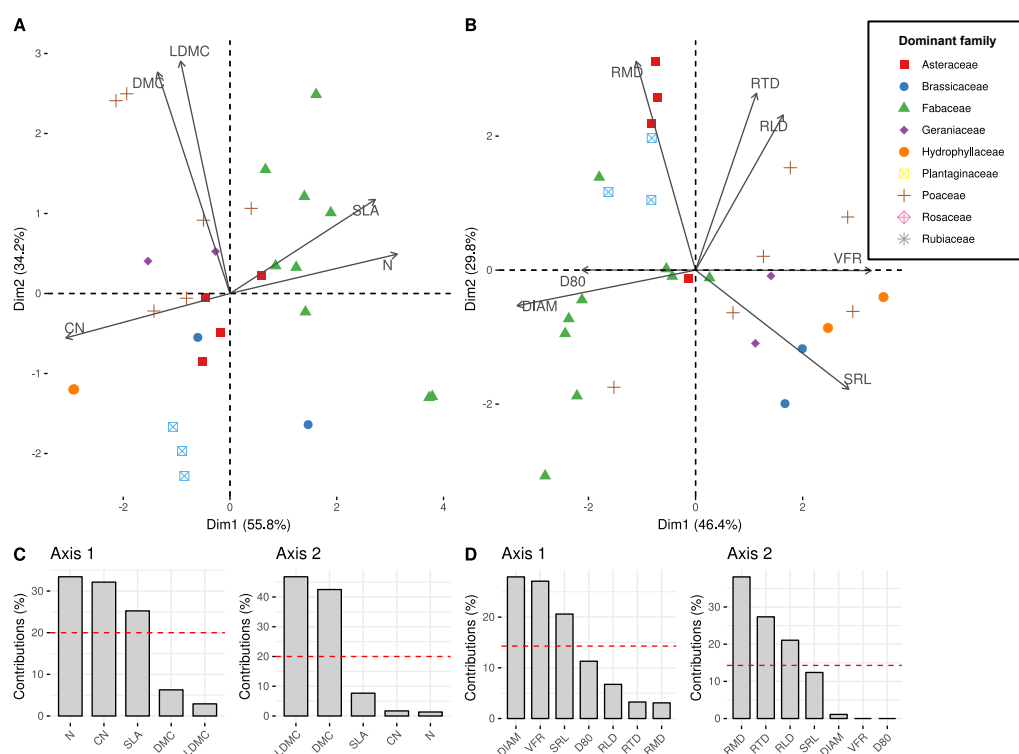 A
B
Dominant family
Asteraceae
Brassicaceae
Fabaceae
Geraniaceae
Hydrophyllaceae
Plantaginaceae
Poaceae
Rosaceae
Rubiaceae
Dim2 (34.2%)
3
2
1
0
-1
-2
LDMC
DMC
SLA
N
CN
-2
0
2
4
Dim1 (55.8%)
Dim2 (29.8%)
2
0
-2
RMD
RTD
RLD
VFR
D80
DIAM
SRL
-2
0
2
Dim1 (46.4%)
C
Axis 1
Contributions (%)
30
20
10
0
N
CN
SLA
DMC
LDMC
Axis 2
Contributions (%)
40
30
20
10
0
LDMC
DMC
SLA
CN
N
D
Axis 1
Contributions (%)
20
10
0
DIAM
VFR
SRL
D80
RLD
RTD
RMD
Axis 2
Contributions (%)
30
20
10
0
RMD
RTD
RLD
SRL
DIAM
VFR
D80